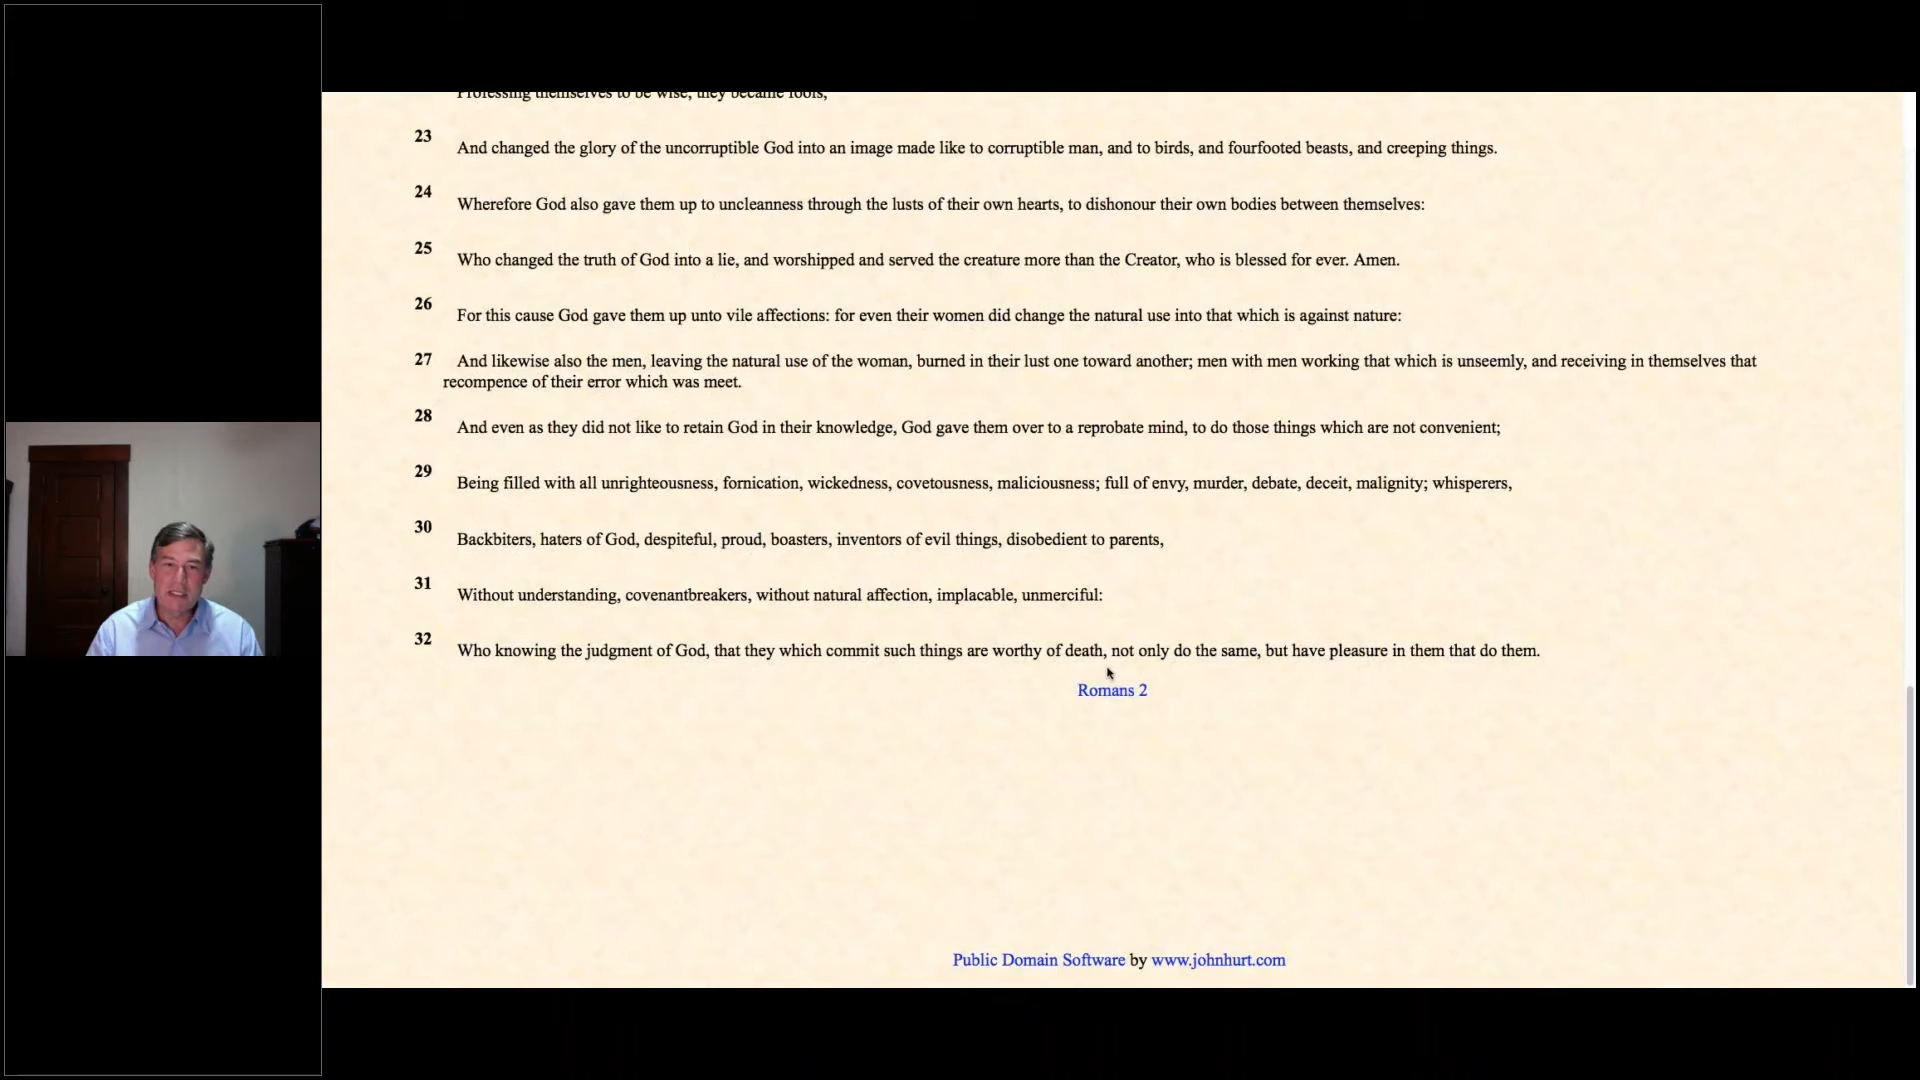 Professing themselves to be wise, they became fools,
23 And changed the glory of the uncorruptible God into an image made like to corruptible man, and to birds, and fourfooted beasts, and creeping things.
24 Wherefore God also gave them up to uncleanness through the lusts of their own hearts, to dishonour their own bodies between themselves:
25 Who changed the truth of God into a lie, and worshipped and served the creature more than the Creator, who is blessed for ever. Amen.
26 For this cause God gave them up unto vile affections: for even their women did change the natural use into that which is against nature:
27 And likewise also the men, leaving the natural use of the woman, burned in their lust one toward another; men with men working that which is unseemly, and receiving in themselves that
recompence of their error which was meet.
28 And even as they did not like to retain God in their knowledge, God gave them over to a reprobate mind, to do those things which are not convenient;
29 Being filled with all unrighteousness, fornication, wickedness, covetousness, maliciousness; full of envy, murder, debate, deceit, malignity; whisperers,
30 Backbiters, haters of God, despiteful, proud, boasters, inventors of evil things, disobedient to parents,
31 Without understanding, covenantbreakers, without natural affection, implacable, unmerciful:
32 Who knowing the judgment of God, that they which commit such things are worthy of death, not only do the same, but have pleasure in them that do them.
Romans 2
Public Domain Software by www.johnhurt.com